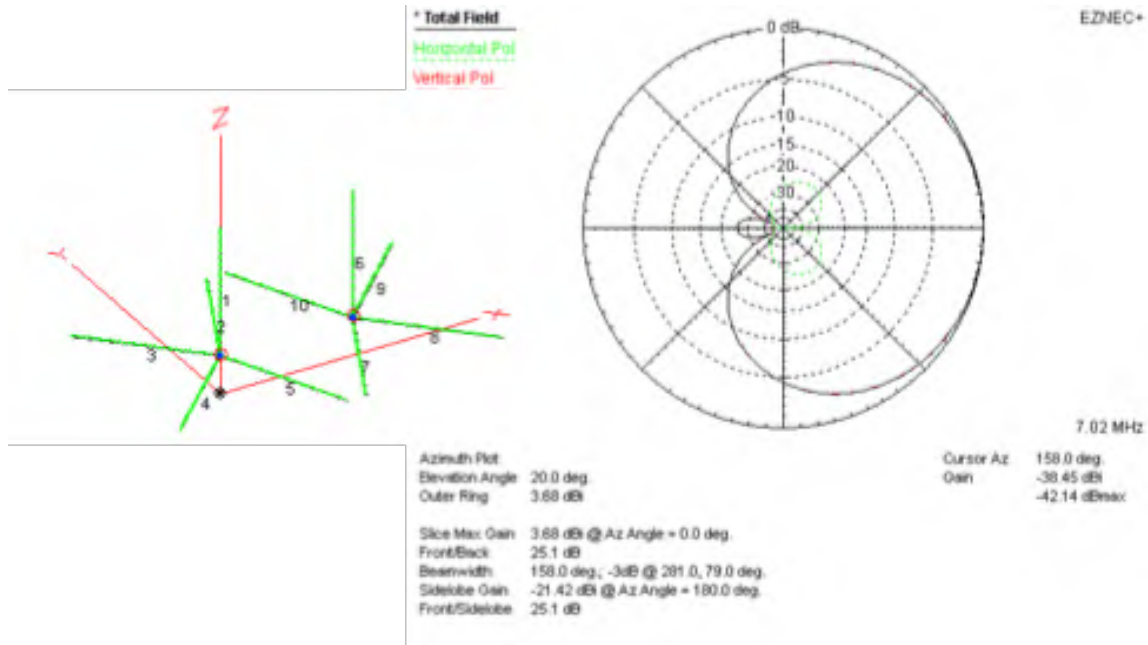 * Total Field
EZNEC+
Horizontal Pol
Vertical Pol
0 dB
-5
-10
-15
-20
-30
Z
Y
X
1
2
3
4
5
6
7
8
9
10
7.02 MHz
Azimuth Plot
Elevation Angle 20.0 deg.
Outer Ring 3.68 dBi
Cursor Az 158.0 deg.
Gain -38.45 dBi
-42.14 dBmax
Slice Max Gain 3.68 dBi @ Az Angle = 0.0 deg.
Front/Back 25.1 dB
Beamwidth 158.0 deg.; -3dB @ 281.0, 79.0 deg.
Sidelobe Gain -21.42 dBi @ Az Angle = 180.0 deg.
Front/Sidelobe 25.1 dB